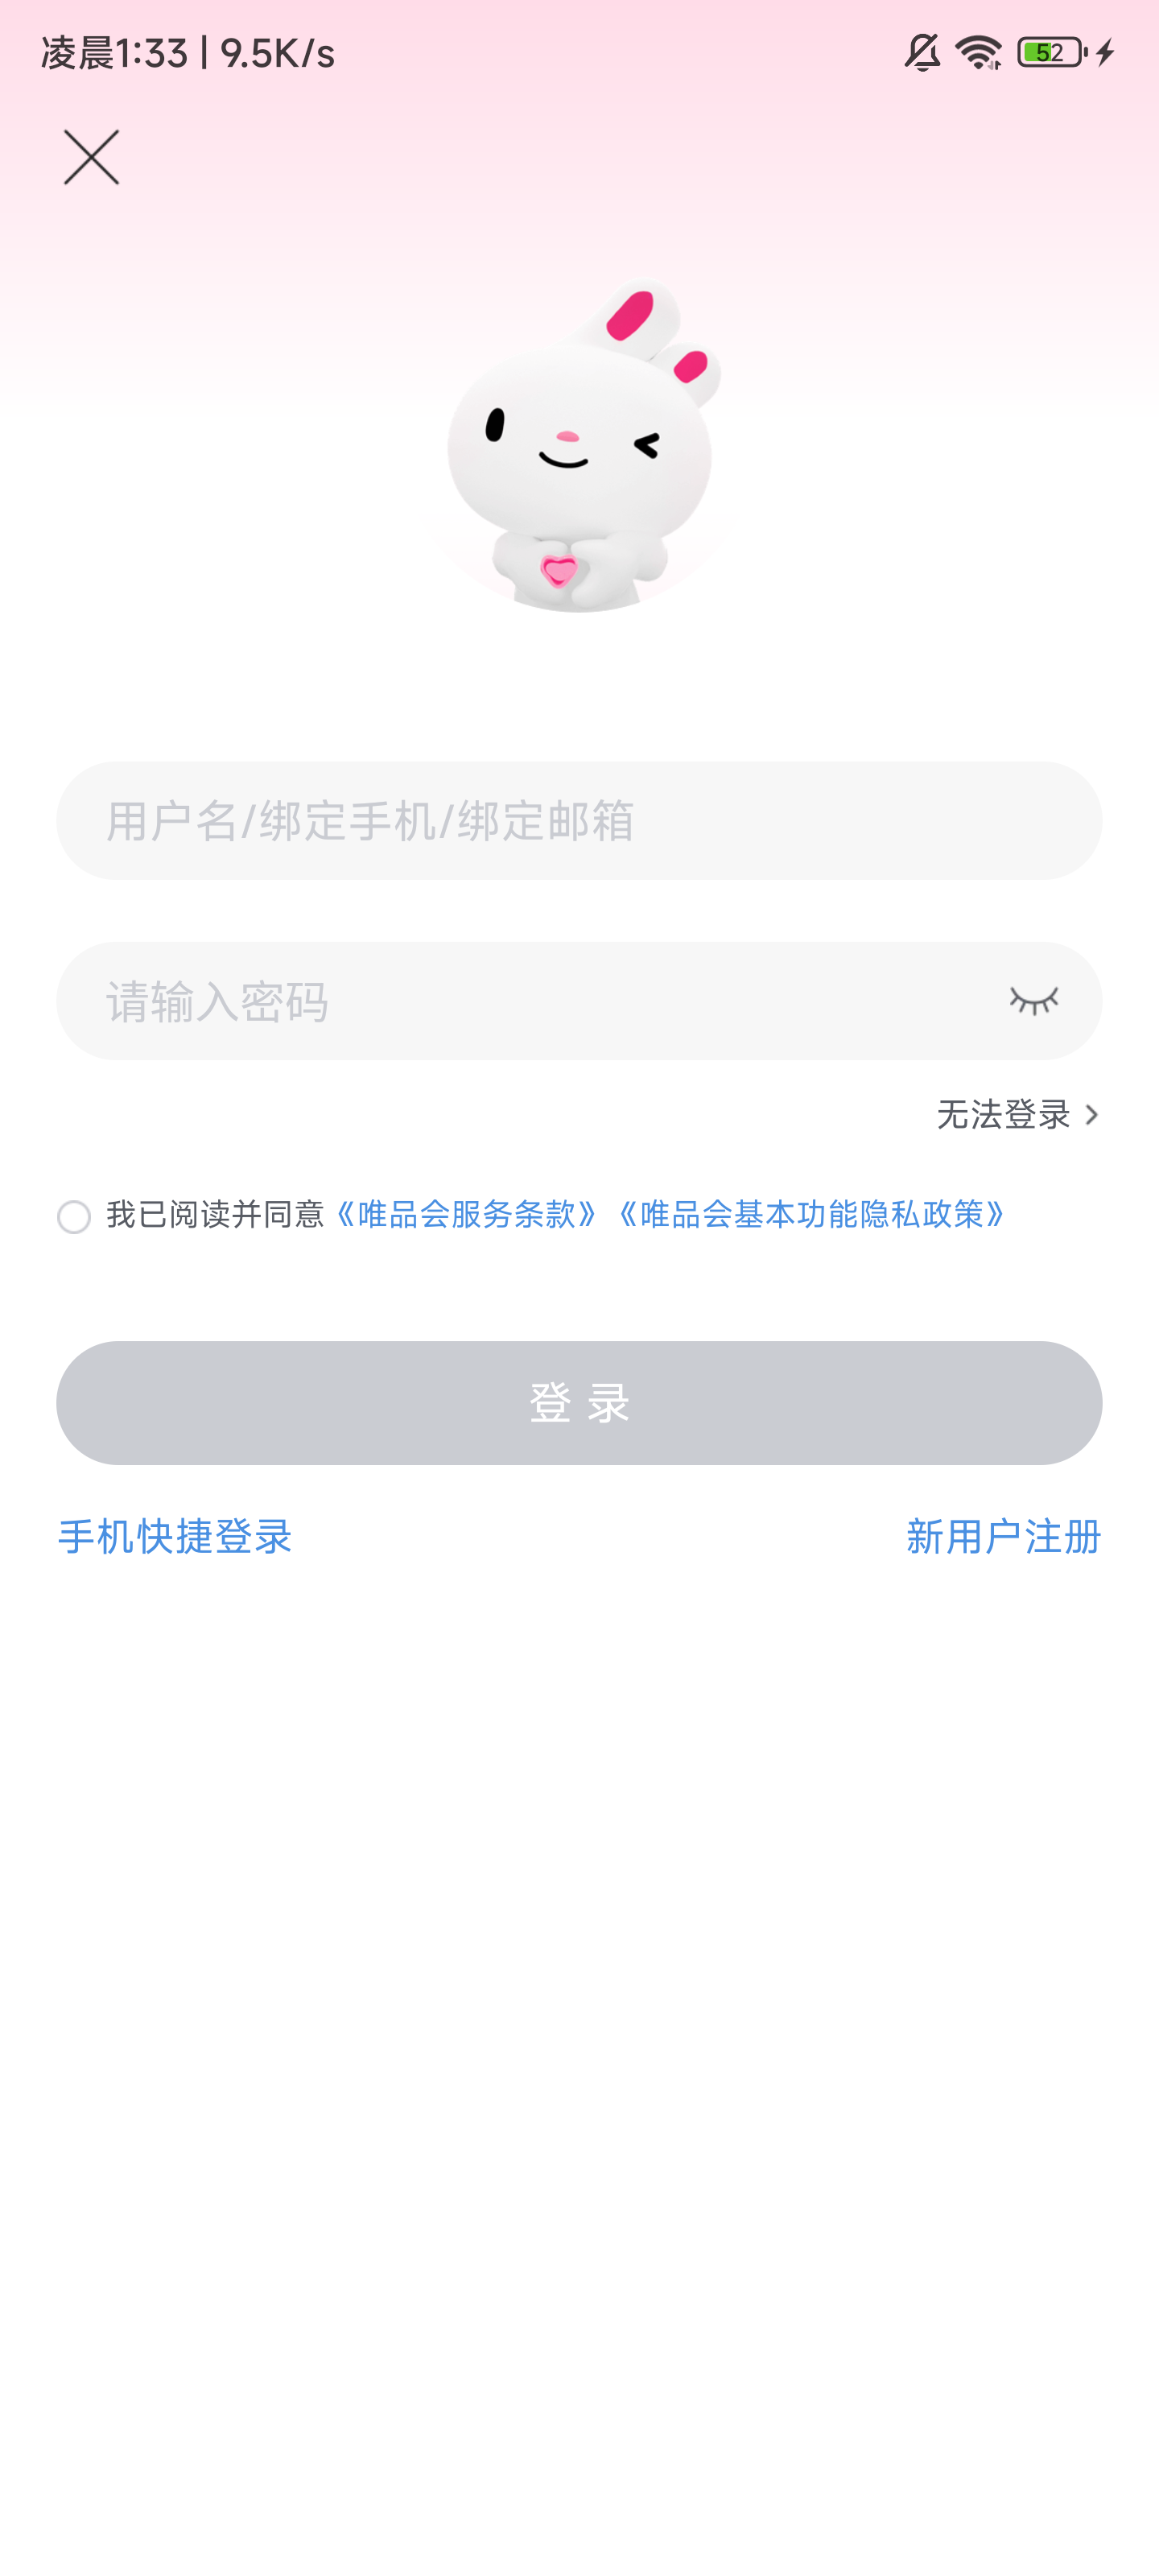 凌晨1:33 | 9.5K/s
52
用户名/绑定手机/绑定邮箱
请输入密码
无法登录
我已阅读并同意《唯品会服务条款》《唯品会基本功能隐私政策》
登 录
手机快捷登录
新用户注册